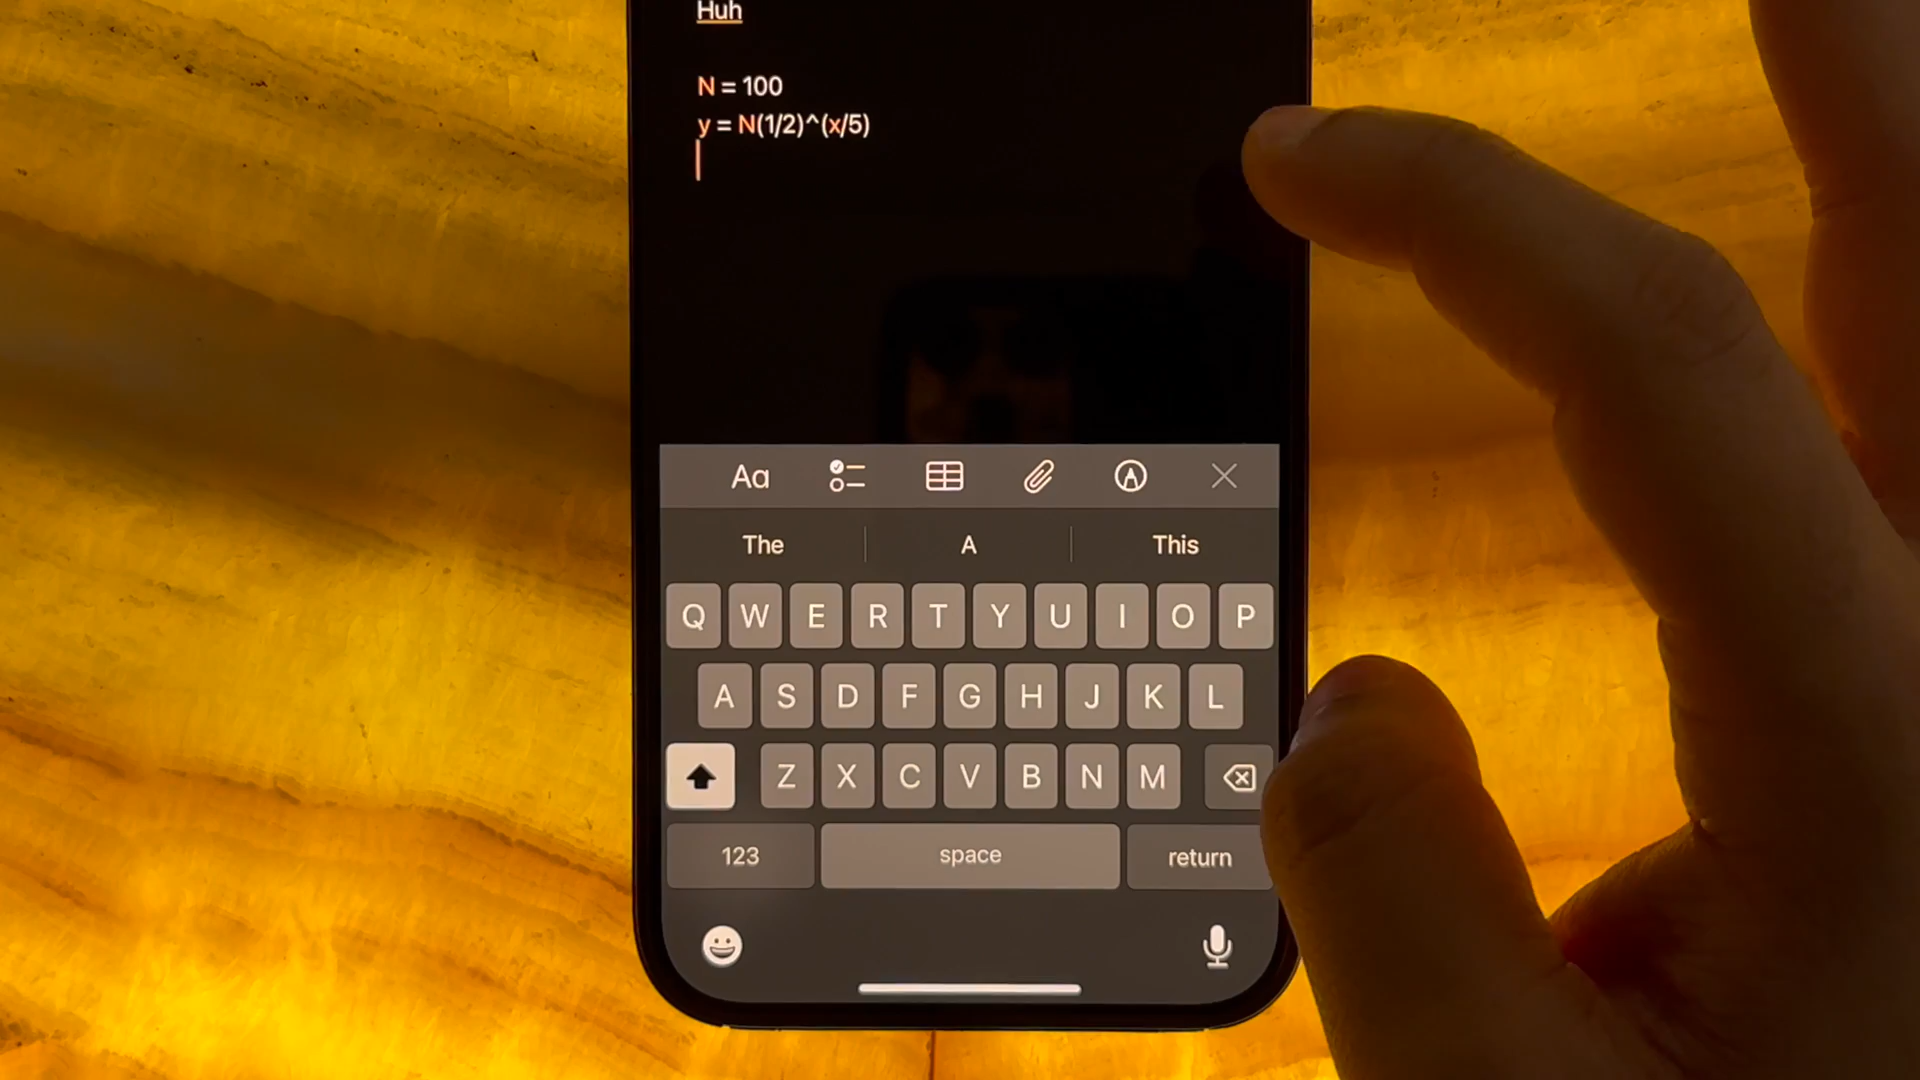 Huh
N = 100
y = N(1/2)^(x/5)
Aa
The A This
Q W E R T Y U I O P
A S D F G H J K L
Z X C V B N M
123 space return